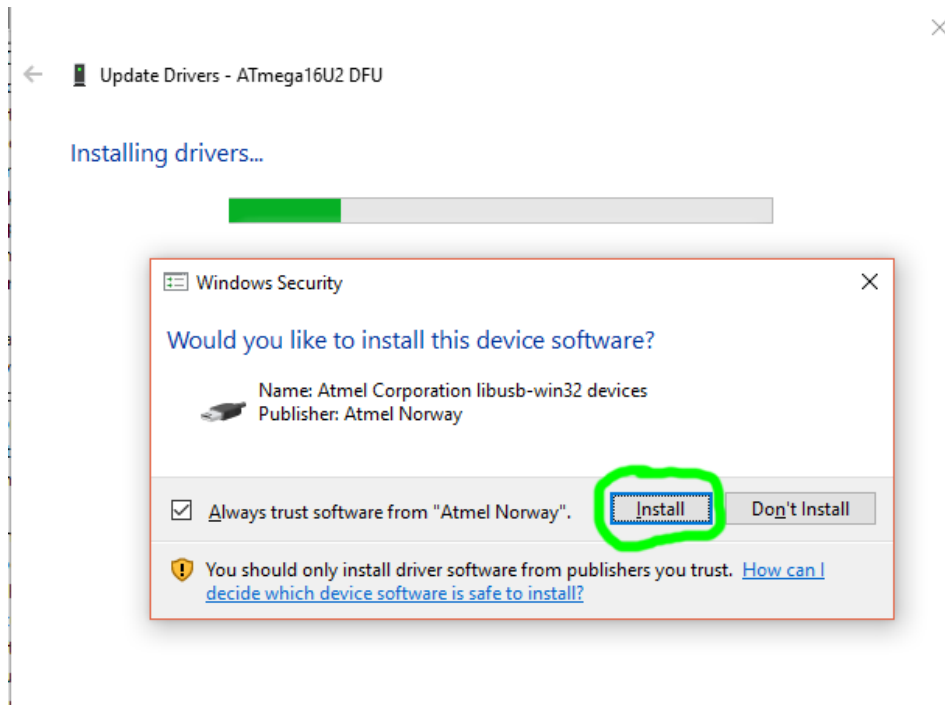 Update Drivers - ATmega16U2 DFU
Installing drivers...
Windows Security
Would you like to install this device software?
Name: Atmel Corporation libusb-win32 devices
Publisher: Atmel Norway
Always trust software from "Atmel Norway".
Install
Don't Install
You should only install driver software from publishers you trust. How can I
decide which device software is safe to install?